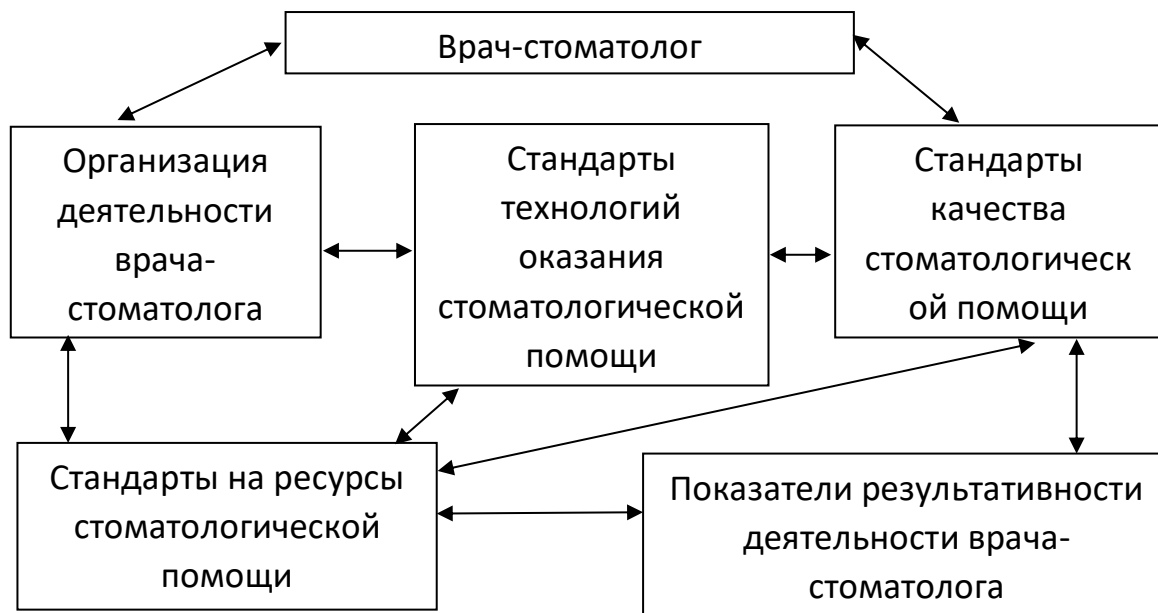 Врач-стоматолог
Организация
деятельности
врача-
стоматолога
Стандарты
технологий
оказания
стоматологической
помощи
Стандарты
качества
стоматологическ
ой помощи
Стандарты на ресурсы
стоматологической
помощи
Показатели результативности
деятельности врача-
стоматолога